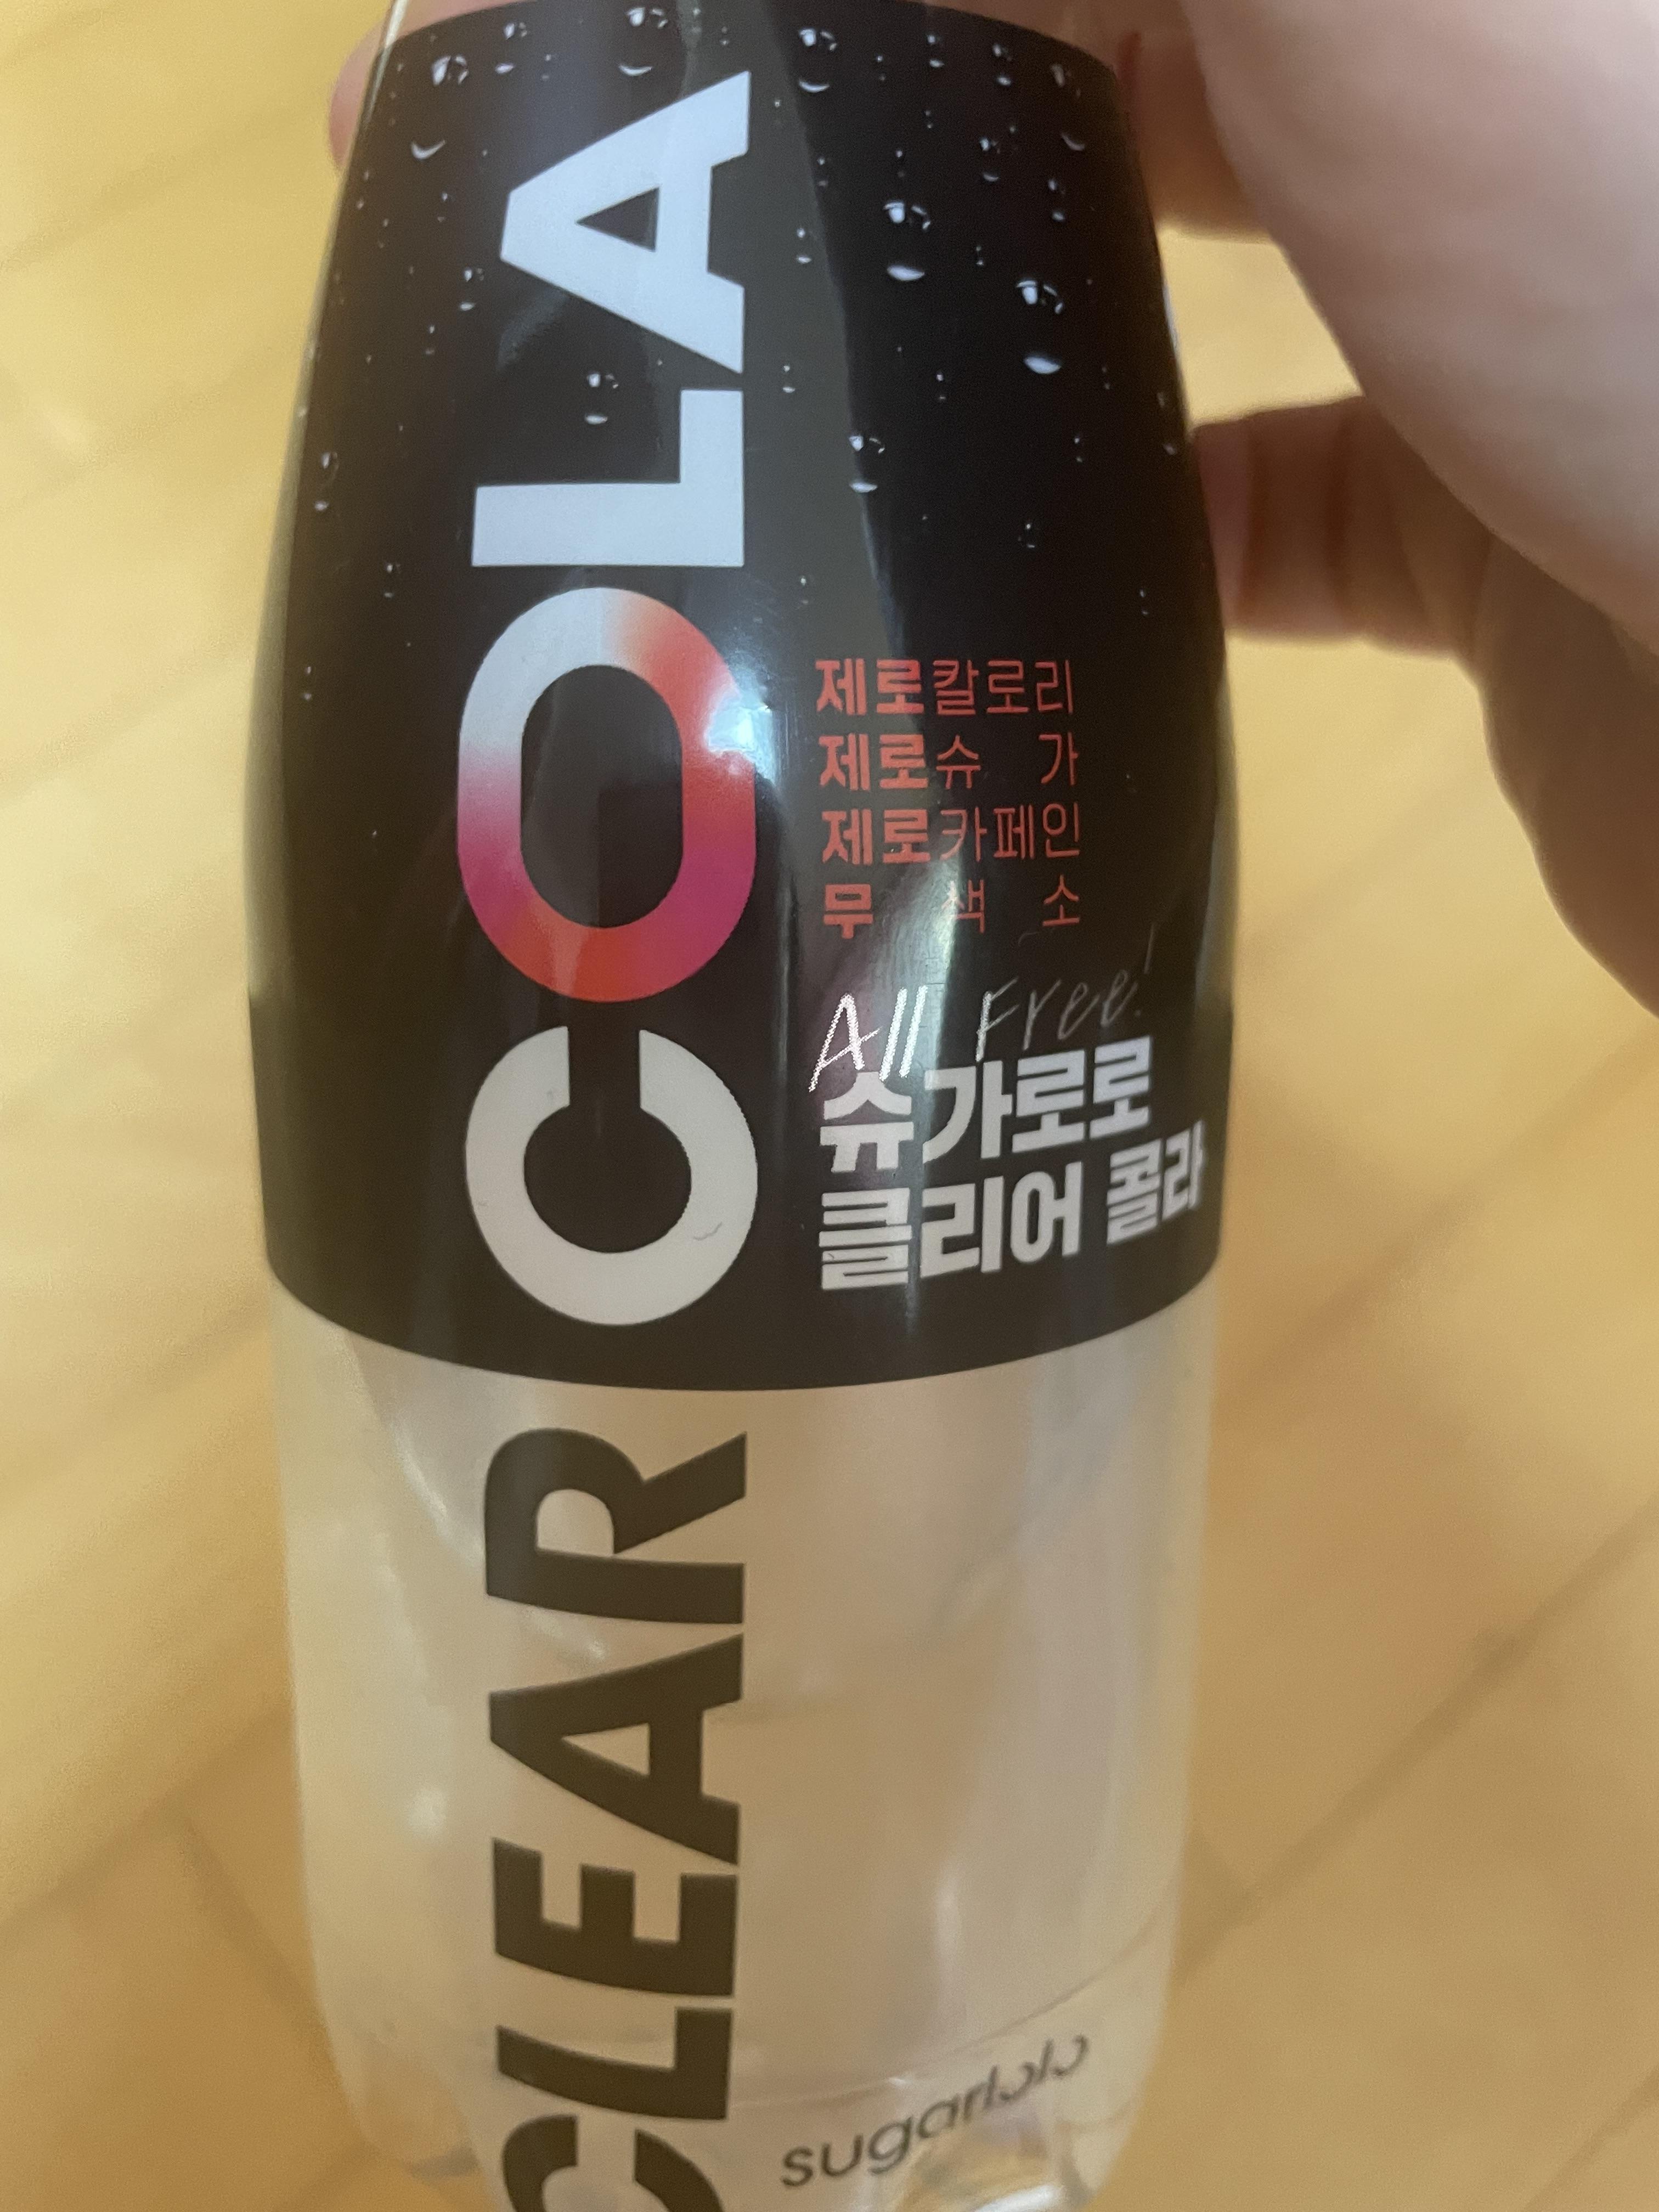 CLEAR COLA
제로칼로리
제로슈가
제로카페인
무색소
All Free!
슈가로로
클리어 콜라
sugarlolo